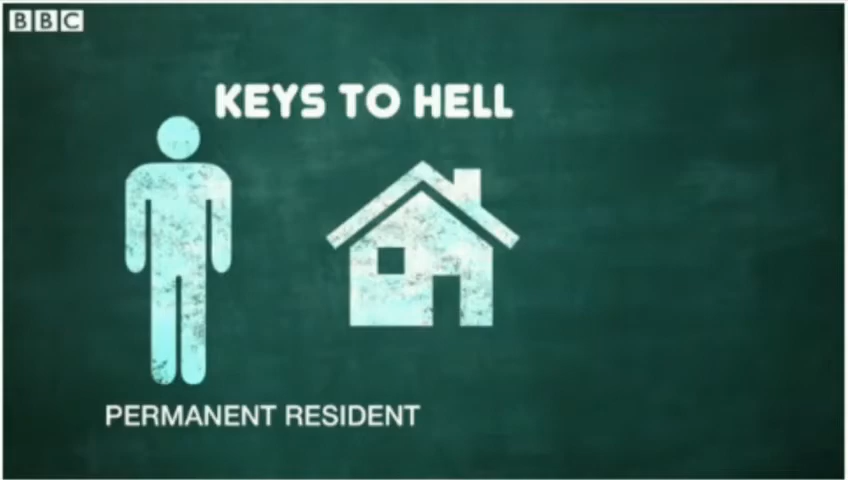 BBC
KEYS TO HELL
PERMANENT RESIDENT